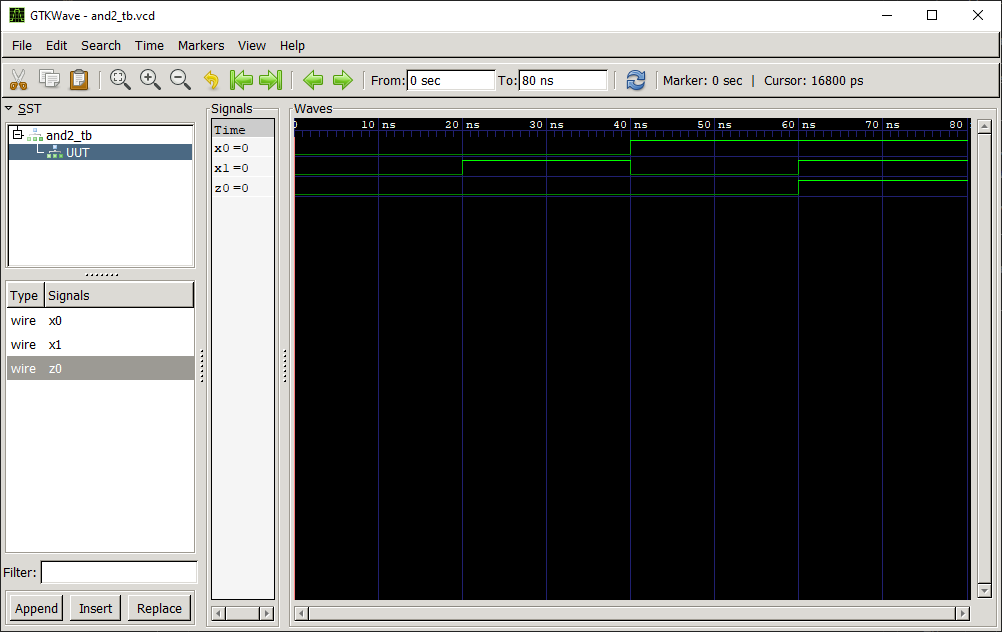 GTKWave - and2_tb.vcd
File Edit Search Time Markers View Help
From: 0 sec To: 80 ns Marker: 0 sec | Cursor: 16800 ps
SST
and2_tb
UUT
Type Signals
wire x0
wire x1
wire z0
Filter:
Append Insert Replace
Signals
Time
x0 =0
x1 =0
z0 =0
Waves
0 10 ns 20 ns 30 ns 40 ns 50 ns 60 ns 70 ns 80